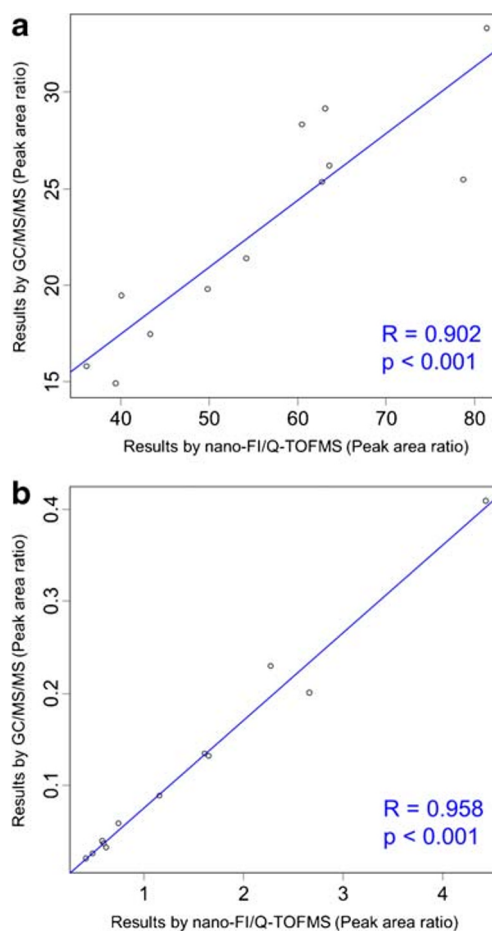 a
Results by GC/MS/MS (Peak area ratio)
30
25
20
15
R = 0.902
p < 0.001
40 50 60 70 80
Results by nano-FI/Q-TOFMS (Peak area ratio)
b
Results by GC/MS/MS (Peak area ratio)
0.4
0.3
0.2
0.1
R = 0.958
p < 0.001
1 2 3 4
Results by nano-FI/Q-TOFMS (Peak area ratio)